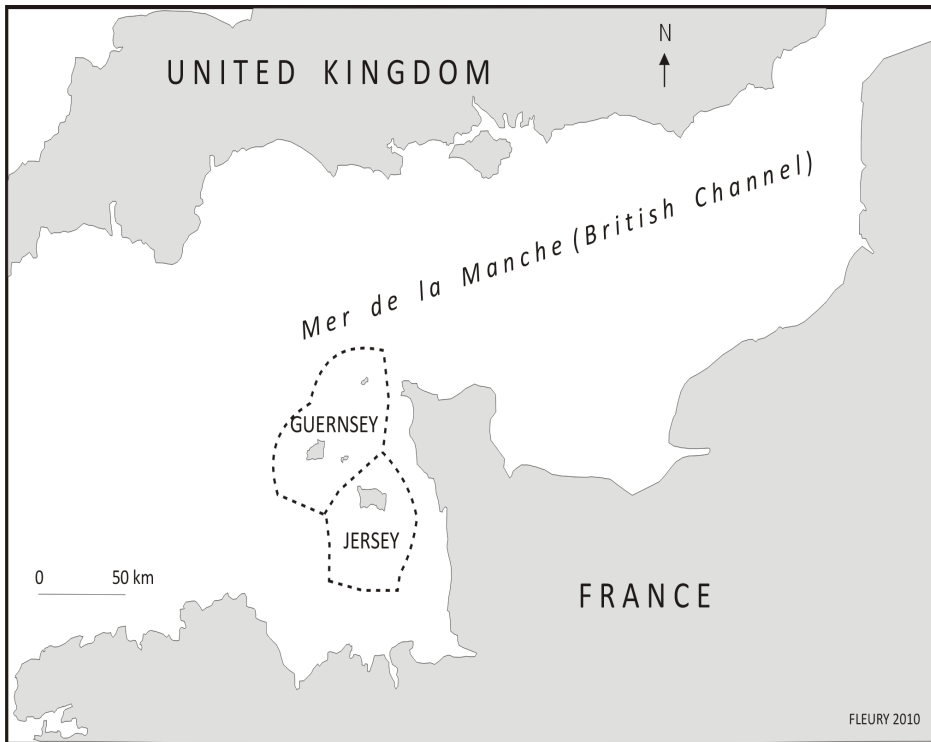 N
UNITED KINGDOM
Mer de la Manche (British Channel)
GUERNSEY
JERSEY
0 50 km
FRANCE
FLEURY 2010